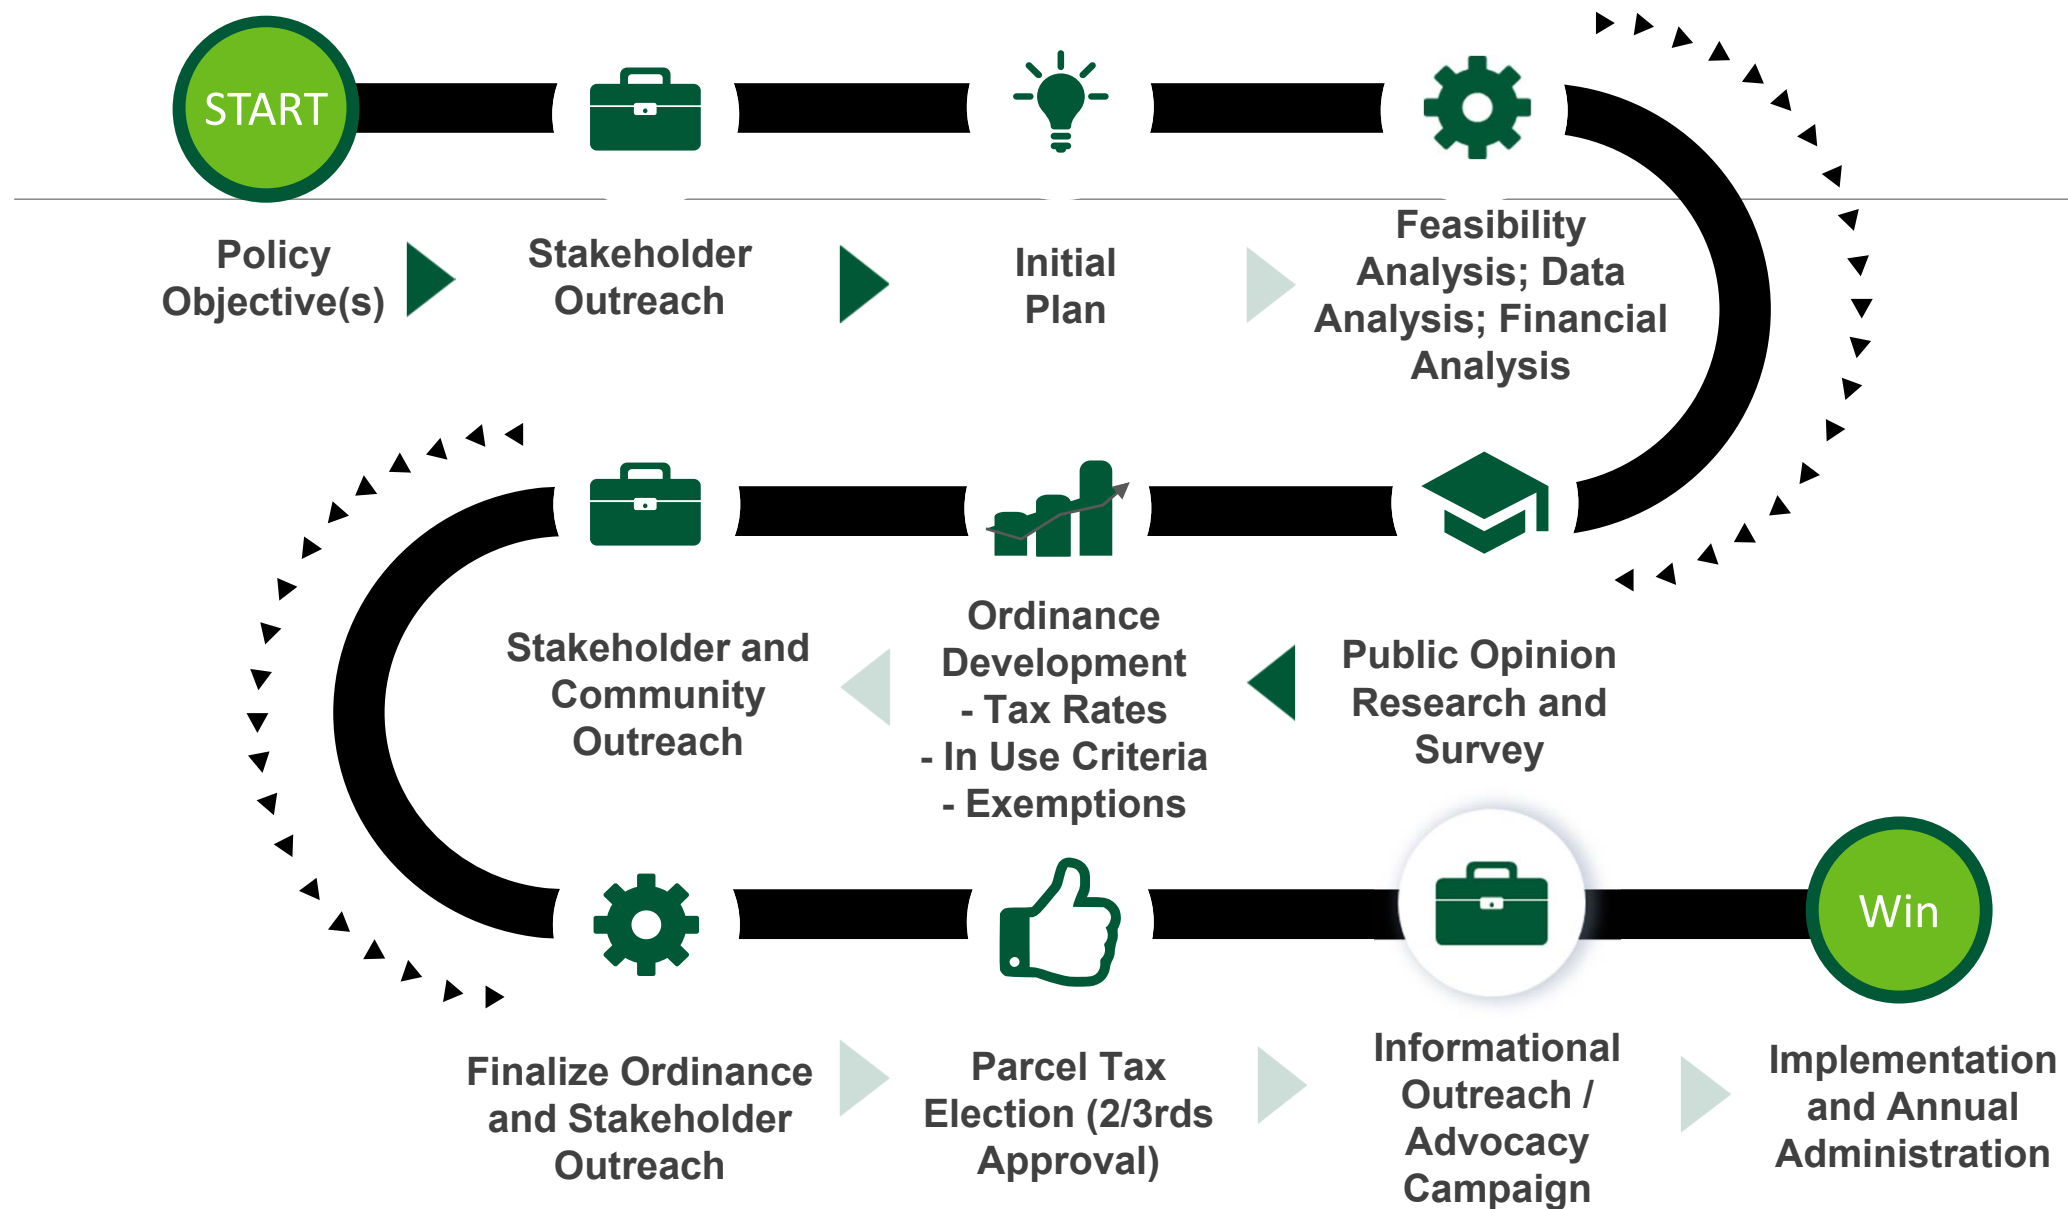 START
Policy
Objective(s)
Stakeholder
Outreach
Initial
Plan
Feasibility
Analysis; Data
Analysis; Financial
Analysis
Public Opinion
Research and
Survey
Ordinance
Development
- Tax Rates
- In Use Criteria
- Exemptions
Stakeholder and
Community
Outreach
Finalize Ordinance
and Stakeholder
Outreach
Parcel Tax
Election (2/3rds
Approval)
Informational
Outreach /
Advocacy
Campaign
Win
Implementation
and Annual
Administration